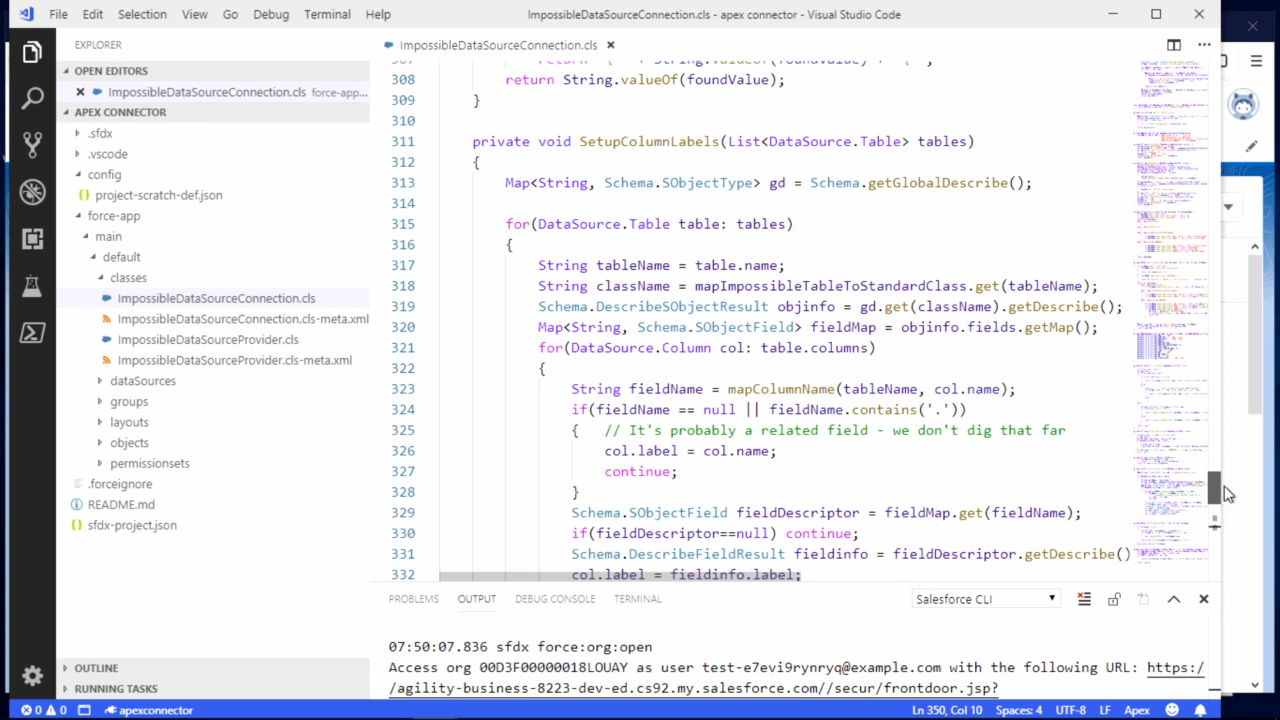 File Edit Selection View Go Debug Terminal Help
ImpossibleDataSourceConnection.cls - apex connector - Visual Studio Code
EXPLORER
OPEN EDITORS
ImpossibleDataSourceConnection.cls force-app...
APEX CONNECTOR
.sfdx
.vscode
config
project-scratch-def.json
force-app
main
default
classes
ImpossibleDataSourceConnection.cls
ImpossibleDataSourceConnection.cls-meta.xml
ImpossibleDataSourceProvider.cls
ImpossibleDataSourceProvider.cls-meta.xml
dataSources
groups
layouts
objects
permissionsets
.forceignore
README.md
sfdx-project.json
OUTLINE
RUNNING TASKS
ImpossibleDataSourceConnection.cls
308 return String.valueOf(foundValue);
309 }
310
311 private void SetupColumnLabels(List<DataSource.Table> tables)
312 {
313 Map<String, Schema.SObjectType> gd = Schema.getGlobalDescribe();
314
315 for(DataSource.Table table: tables)
316 {
317 String tableName = table.name;
318 String className = mapImpossibleTableToStandardClass.get(tableName);
319 Schema.DescribeSObjectResult objinfo = gd.get(className).getDescribe();
320 Map<String, Schema.SObjectField> fieldMap = objinfo.fields.getMap();
321 for(DataSource.Column col: table.columns)
322 {
323 String fieldName = mapColumnName(tableName, col.name);
324 if(fieldName == null || fieldName.contains('.'))
325 { // It's probably a related field -- don't dig that far
326 col.label = col.name;
327 continue;
328 }
329 Schema.SObjectField fieldDescriptor = fieldMap.get(fieldName);
330 if(fieldDescriptor==null) continue;
331 Schema.DescribeFieldResult fieldinfo = fieldDescriptor.getDescribe()
332 col.label = fieldinfo.label;
PROBLEMS OUTPUT DEBUG CONSOLE TERMINAL
Salesforce CLI
07:50:07.836 sfdx force:org:open
Access org 00D3F00000018LOUAY as user test-e7evi9rynryq@example.com with the following URL: https:/
/agility-business-8223-dev-ed.cs92.my.salesforce.com//secur/frontdoor.jsp?
0 0 apexconnector
Ln 350, Col 10 Spaces: 4 UTF-8 LF Apex